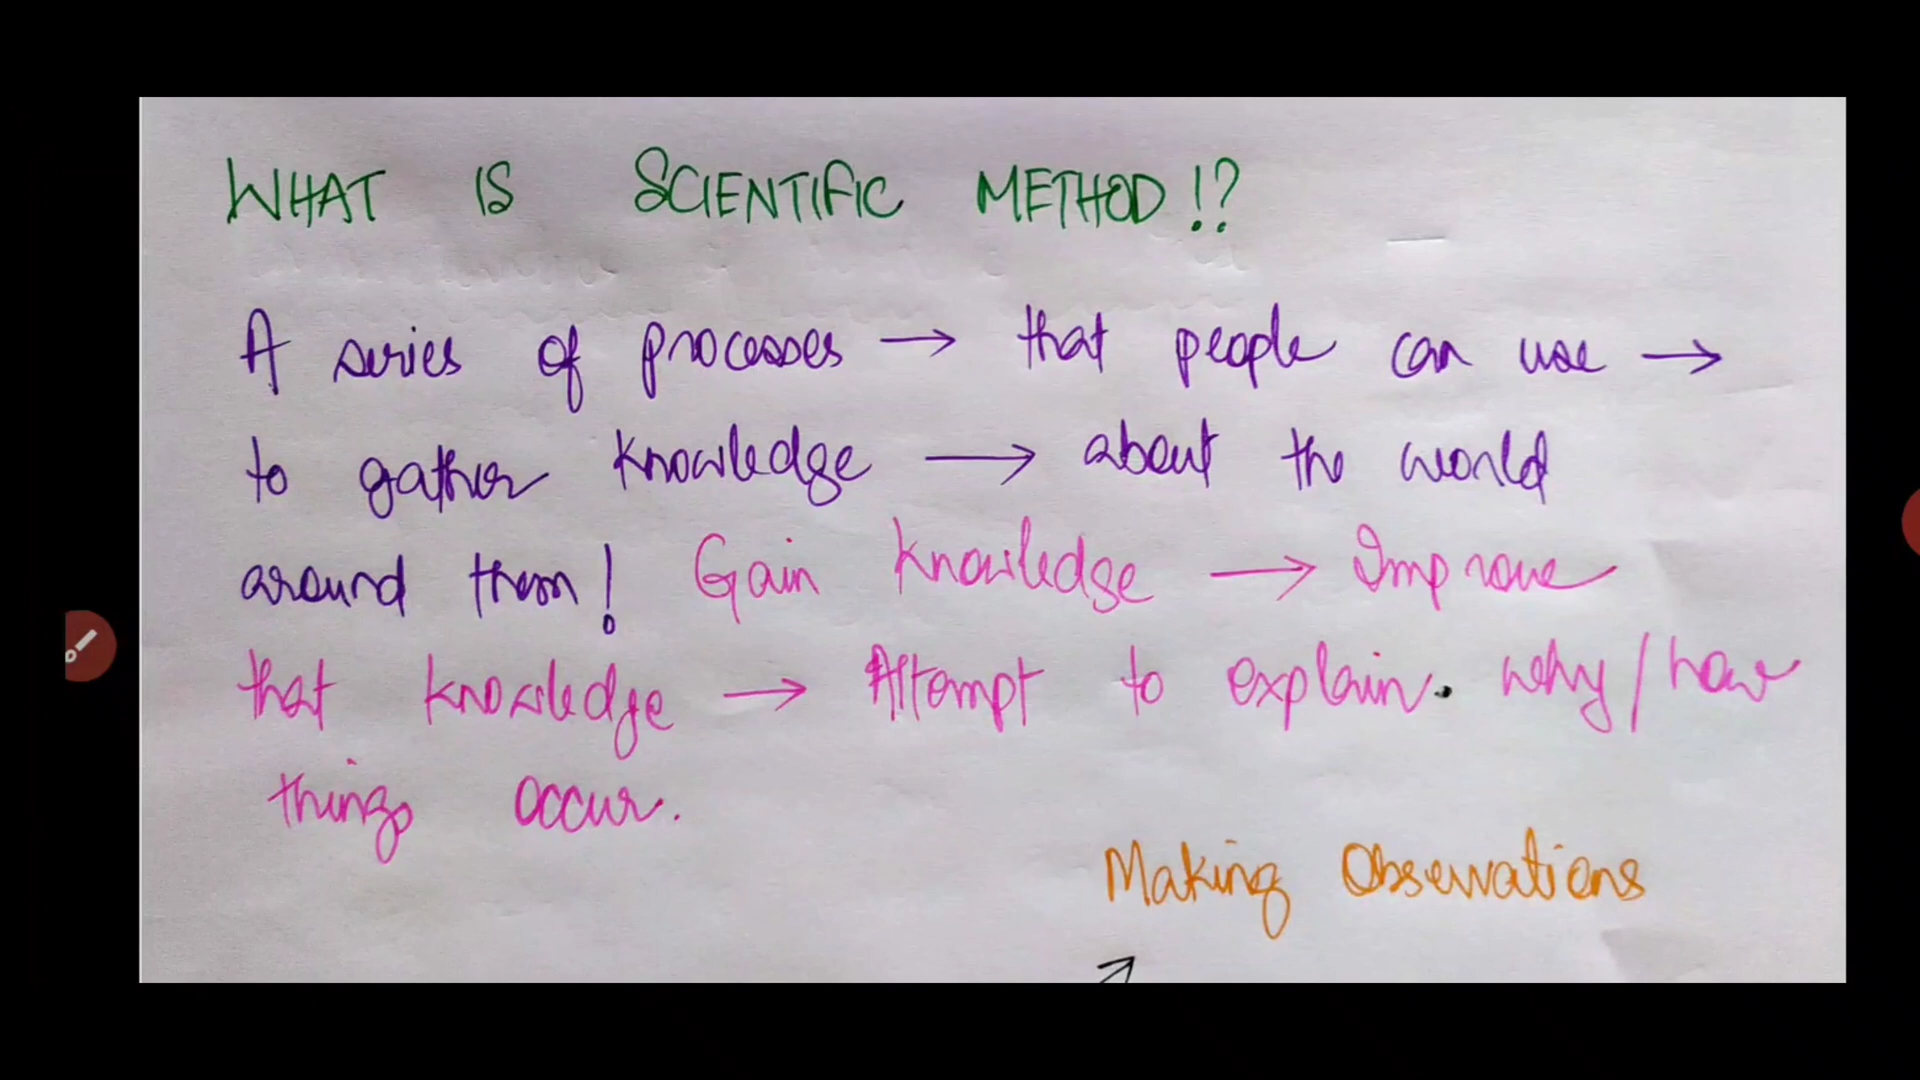 WHAT IS SCIENTIFIC METHOD!?
A series of processes → that people can use →
to gather knowledge → about the world
around them! Gain knowledge → Improve
that knowledge → Attempt to explain. why/how
things occur.
Making Observations